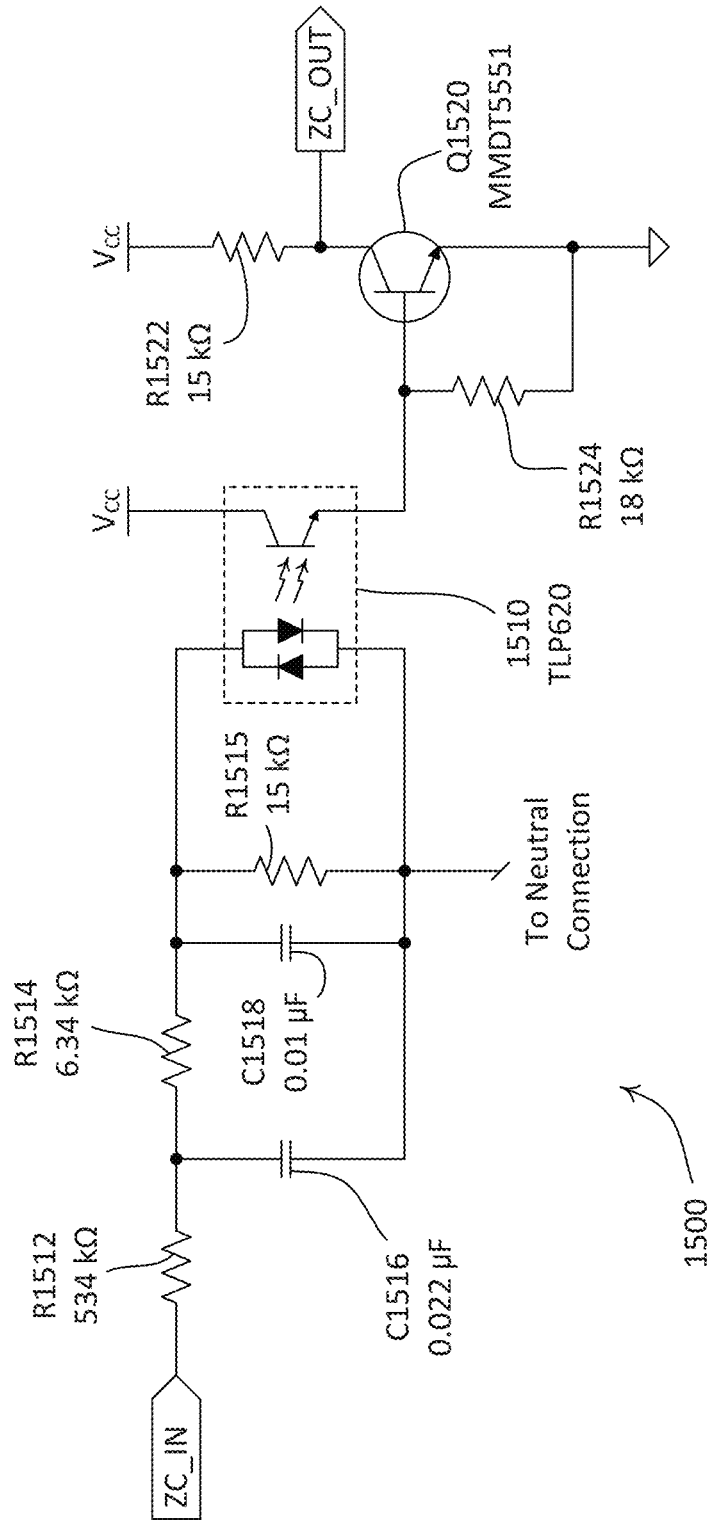 ZC_IN
R1512
534 kΩ
R1514
6.34 kΩ
C1516
0.022 µF
C1518
0.01 µF
R1515
15 kΩ
To Neutral
Connection
1510
TLP620
VCC
R1522
15 kΩ
VCC
ZC_OUT
Q1520
MMDT5551
R1524
18 kΩ
1500